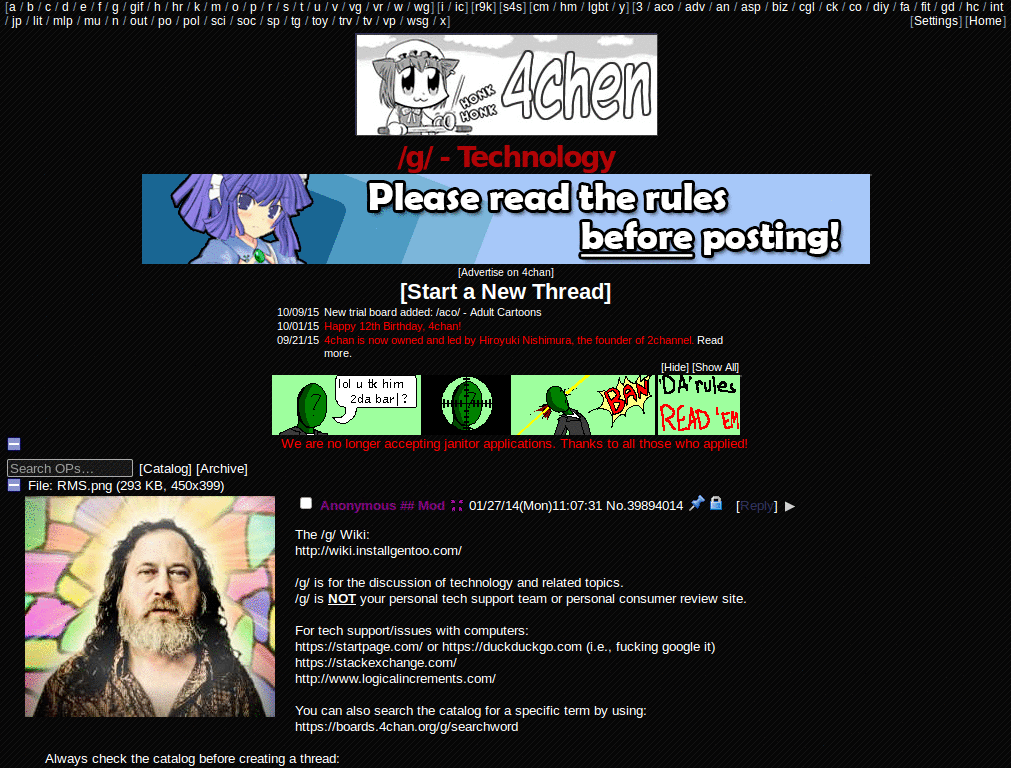 [a / b / c / d / e / f / g / gif / h / hr / k / m / o / p / r / s / t / u / v / vg / vr / w / wg] [i / ic] [r9k] [s4s] [cm / hm / lgbt / y] [3 / aco / adv / an / asp / biz / cgl / ck / co / diy / fa / fit / gd / hc / int
/ jp / lit / mlp / mu / n / out / po / pol / sci / soc / sp / tg / toy / trv / tv / vp / wsg / x]
[Settings] [Home]
HONK
HONK
4chen
/g/ - Technology
Please read the rules
before posting!
[Advertise on 4chan]
[Start a New Thread]
10/09/15 New trial board added: /aco/ - Adult Cartoons
10/01/15 Happy 12th Birthday, 4chan!
09/21/15 4chan is now owned and led by Hiroyuki Nishimura, the founder of 2channel. Read
more.
[Hide] [Show All]
lol u tk him
2da bar|?
?
BAN
'DA' rules
READ 'EM
We are no longer accepting janitor applications. Thanks to all those who applied!
Search OPs… [Catalog] [Archive]
File: RMS.png (293 KB, 450x399)
Anonymous ## Mod 01/27/14(Mon)11:07:31 No.39894014 [Reply] ▶
The /g/ Wiki:
http://wiki.installgentoo.com/
/g/ is for the discussion of technology and related topics.
/g/ is NOT your personal tech support team or personal consumer review site.
For tech support/issues with computers:
https://startpage.com/ or https://duckduckgo.com (i.e., fucking google it)
https://stackexchange.com/
http://www.logicalincrements.com/
You can also search the catalog for a specific term by using:
https://boards.4chan.org/g/searchword
Always check the catalog before creating a thread: